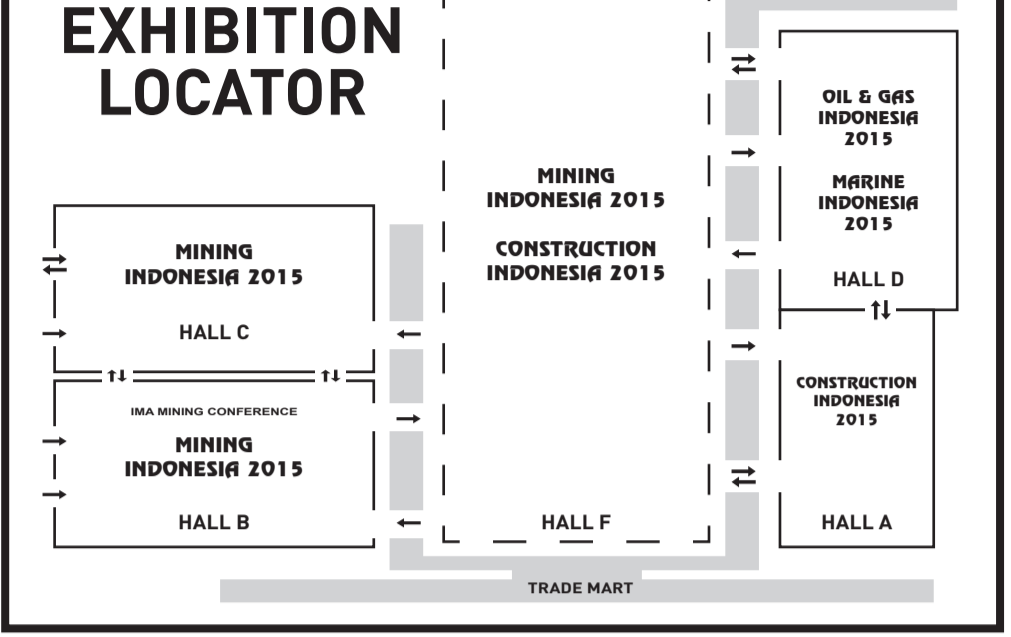 EXHIBITION
LOCATOR
MINING
INDONESIA 2015
HALL C
IMA MINING CONFERENCE
MINING
INDONESIA 2015
HALL B
MINING
INDONESIA 2015
CONSTRUCTION
INDONESIA 2015
HALL F
OIL & GAS
INDONESIA
2015
MARINE
INDONESIA
2015
HALL D
CONSTRUCTION
INDONESIA
2015
HALL A
TRADE MART